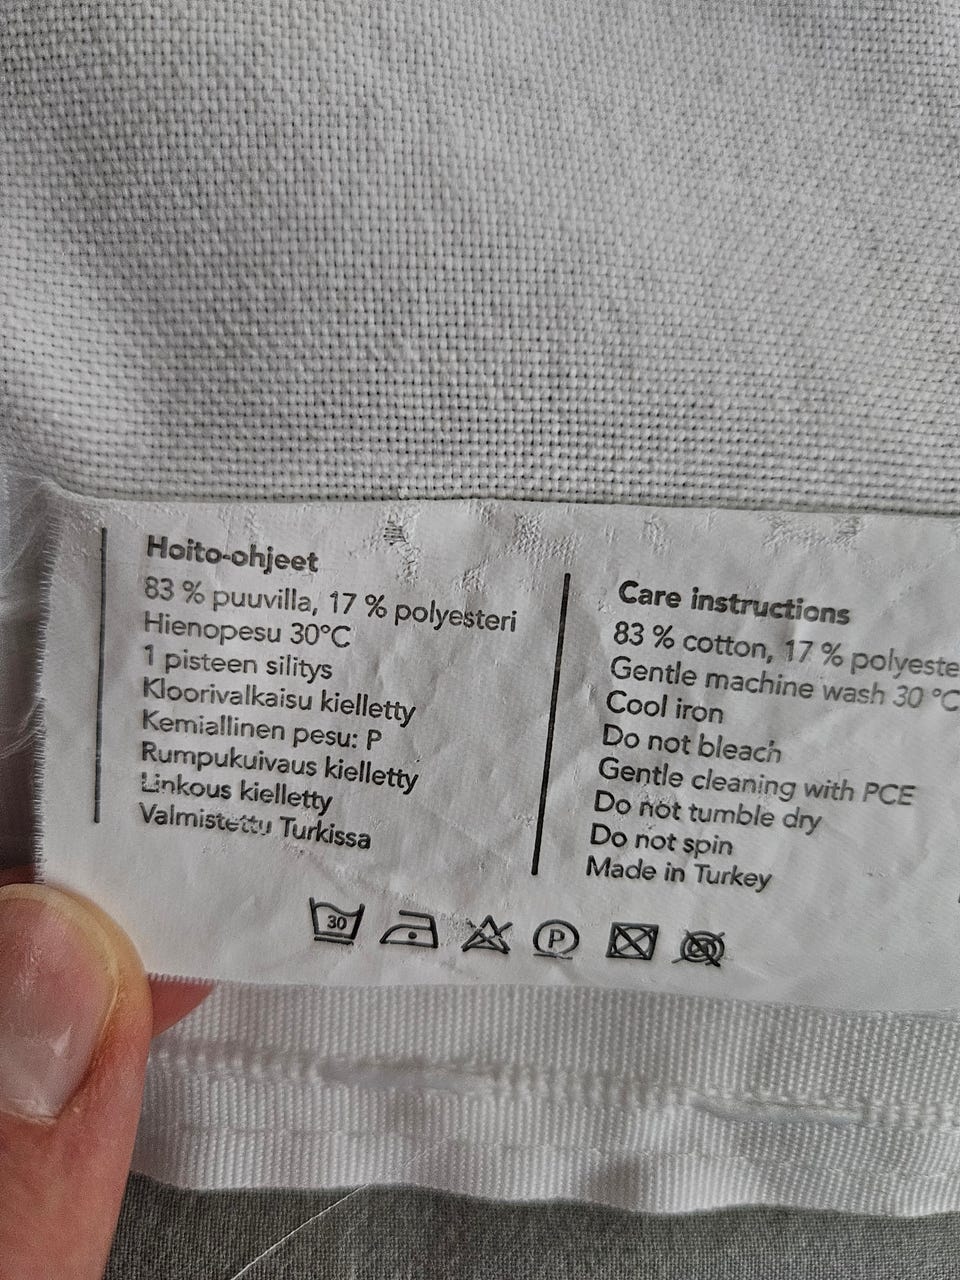 Hoito-ohjeet
83 % puuvilla, 17 % polyesteri
Hienopesu 30°C
1 pisteen silitys
Kloorivalkaisu kielletty
Kemiallinen pesu: P
Rumpukuivaus kielletty
Linkous kielletty
Valmistettu Turkissa
Care instructions
83 % cotton, 17 % polyeste
Gentle machine wash 30 °C
Cool iron
Do not bleach
Gentle cleaning with PCE
Do not tumble dry
Do not spin
Made in Turkey
30 P